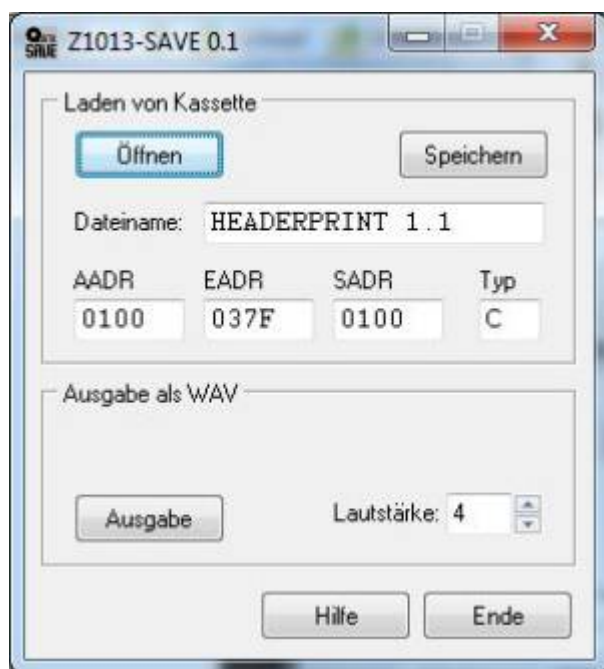 SAVE Z1013-SAVE 0.1
Laden von Kassette
Öffnen Speichern
Dateiname: HEADERPRINT 1.1
AADR EADR SADR Typ
0100 037F 0100 C
Ausgabe als WAV
Ausgabe Lautstärke: 4
Hilfe Ende